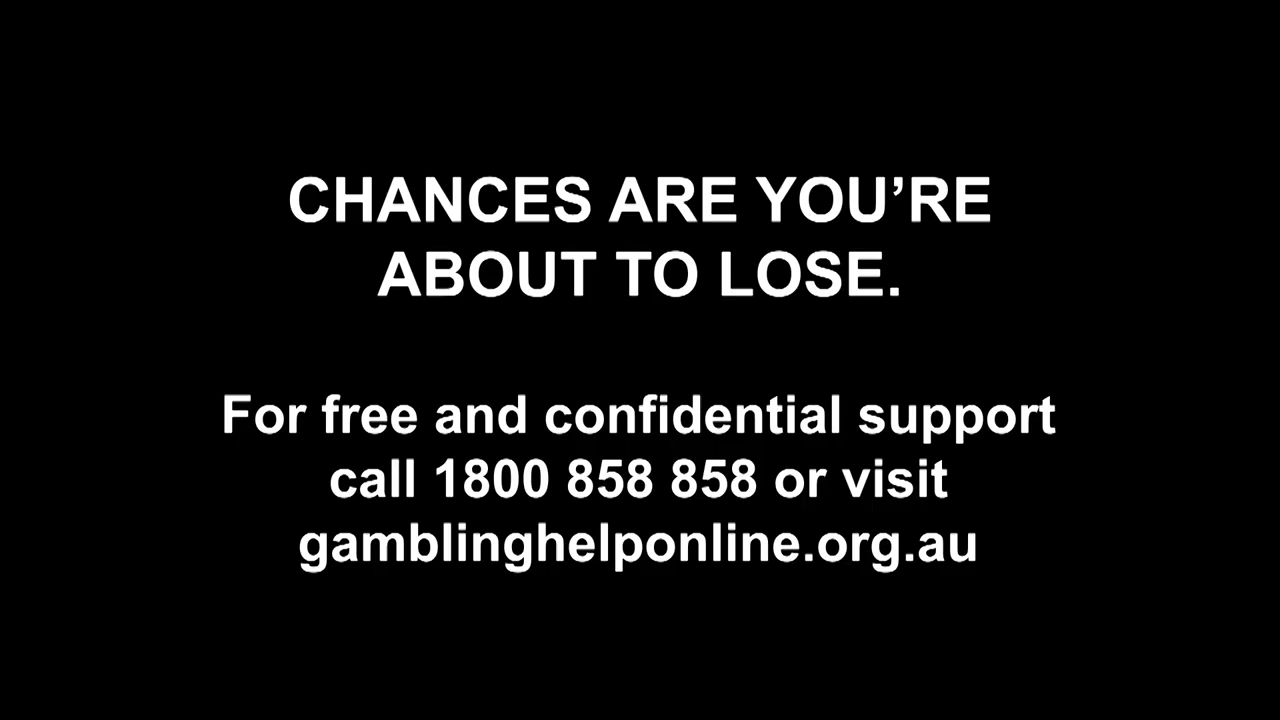 CHANCES ARE YOU’RE
ABOUT TO LOSE.
For free and confidential support
call 1800 858 858 or visit
gamblinghelponline.org.au